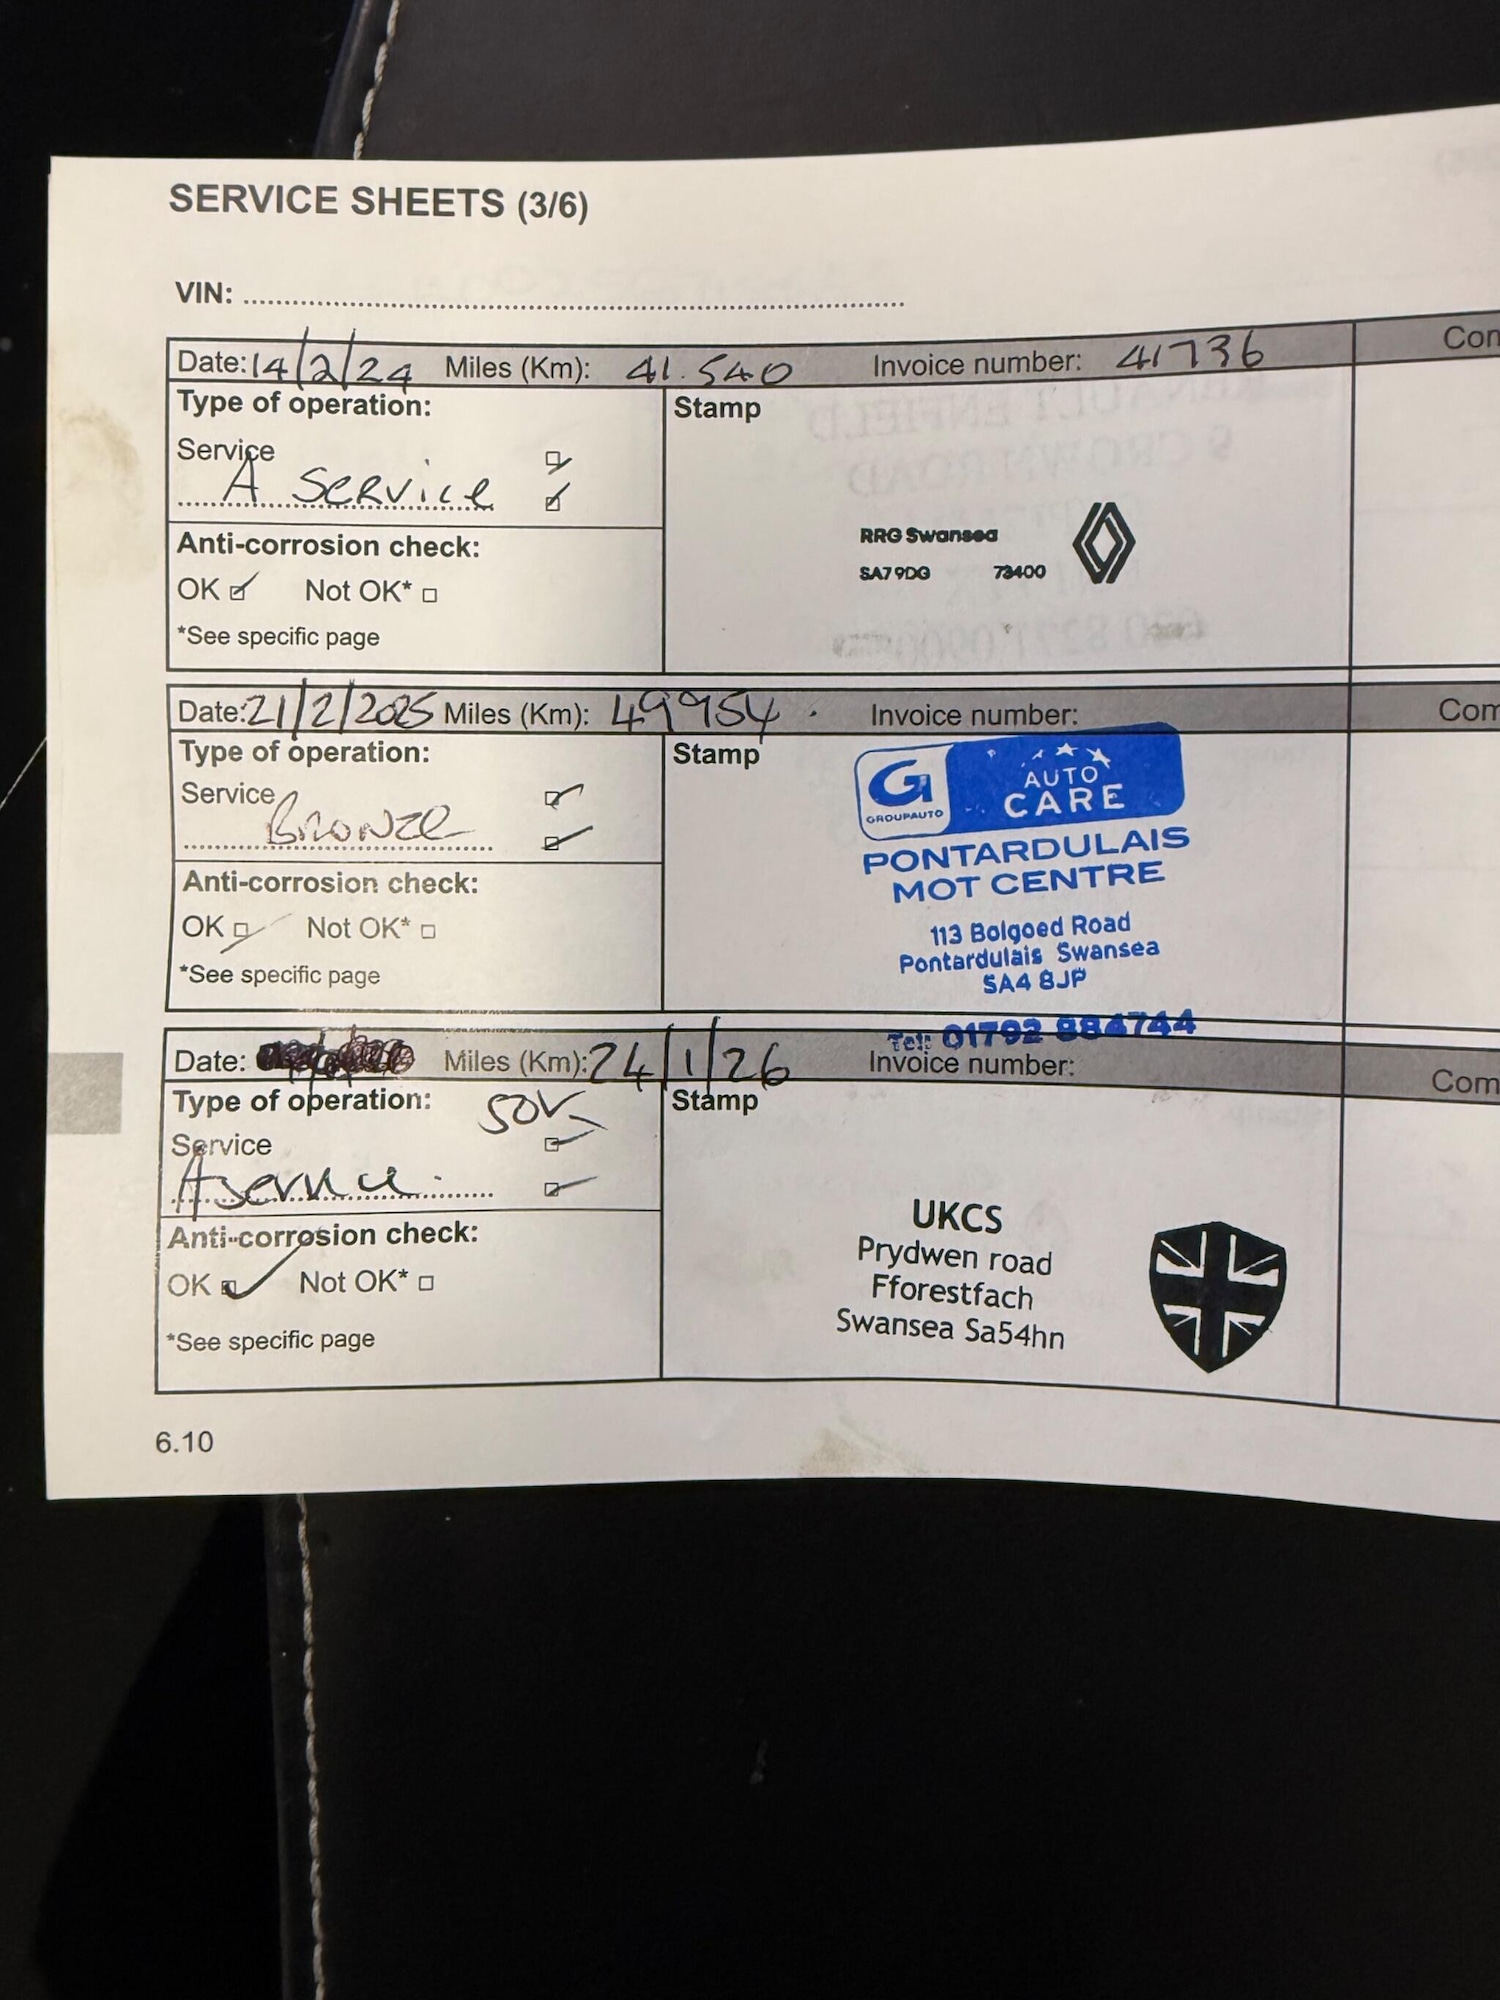 SERVICE SHEETS (3/6)
VIN: ........................................
Date: 14/2/24 Miles (Km): 41.540 Invoice number: 41736 Con
Type of operation:
Stamp
Service
A Service
Anti-corrosion check:
OK Not OK*
*See specific page
RRG Swansea
SA7 9DG 73400
Date: 21/2/2025 Miles (Km): 49954 . Invoice number: Com
Type of operation:
Stamp
Service
Bronze
Anti-corrosion check:
OK Not OK*
*See specific page
G
GROUPAUTO
AUTO
CARE
PONTARDULAIS
MOT CENTRE
113 Bolgoed Road
Pontardulais Swansea
SA4 8JP
Tel: 01792 884744
Date: Miles (Km): 24/1/26 Invoice number: Com
Type of operation:
Stamp
Service
A service.
Anti-corrosion check:
OK Not OK*
*See specific page
UKCS
Prydwen road
Fforestfach
Swansea Sa54hn
6.10